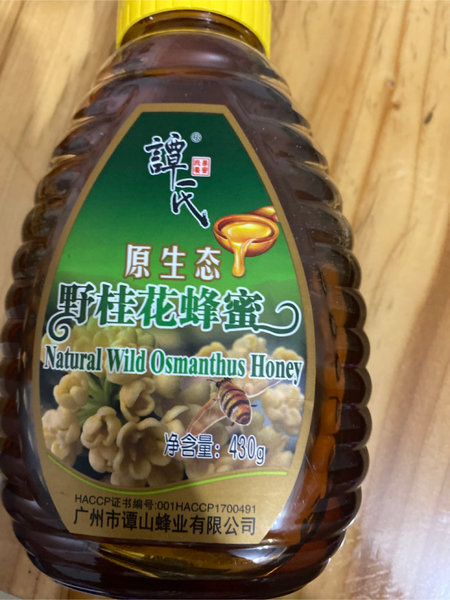 譚氏®
原生态
野桂花蜂蜜
Natural Wild Osmanthus Honey
净含量：430g
HACCP证书编号:001HACCP1700491
广州市谭山蜂业有限公司